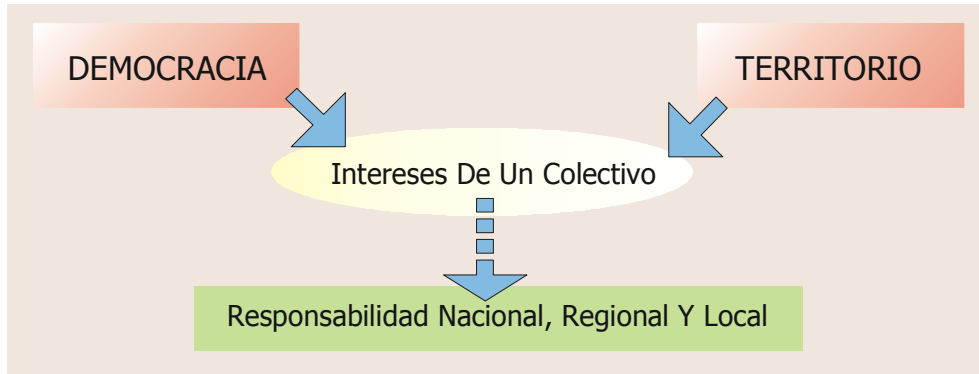 DEMOCRACIA
TERRITORIO
Intereses De Un Colectivo
Responsabilidad Nacional, Regional Y Local